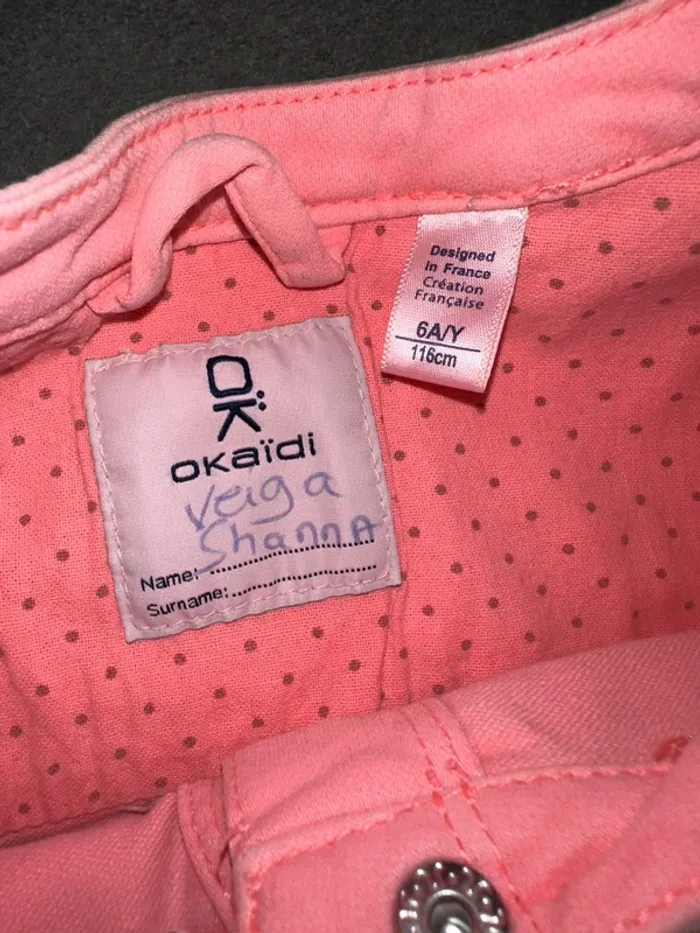 Designed
in France
Création
Française
6A/Y
116cm
OK
oKaïdi
Veiga
ShannA
Name:
Surname: